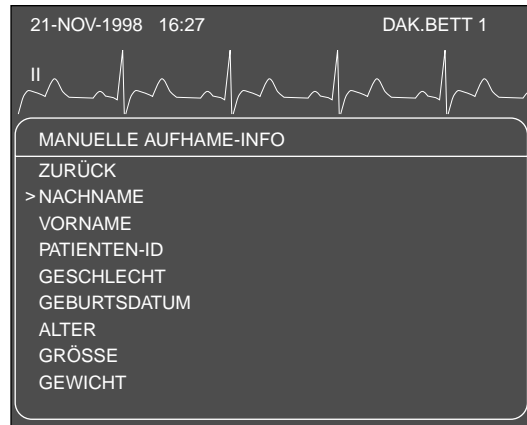 21-NOV-1998 16:27 DAK.BETT 1
II
MANUELLE AUFHAME-INFO
ZURÜCK
>NACHNAME
VORNAME
PATIENTEN-ID
GESCHLECHT
GEBURTSDATUM
ALTER
GRÖSSE
GEWICHT